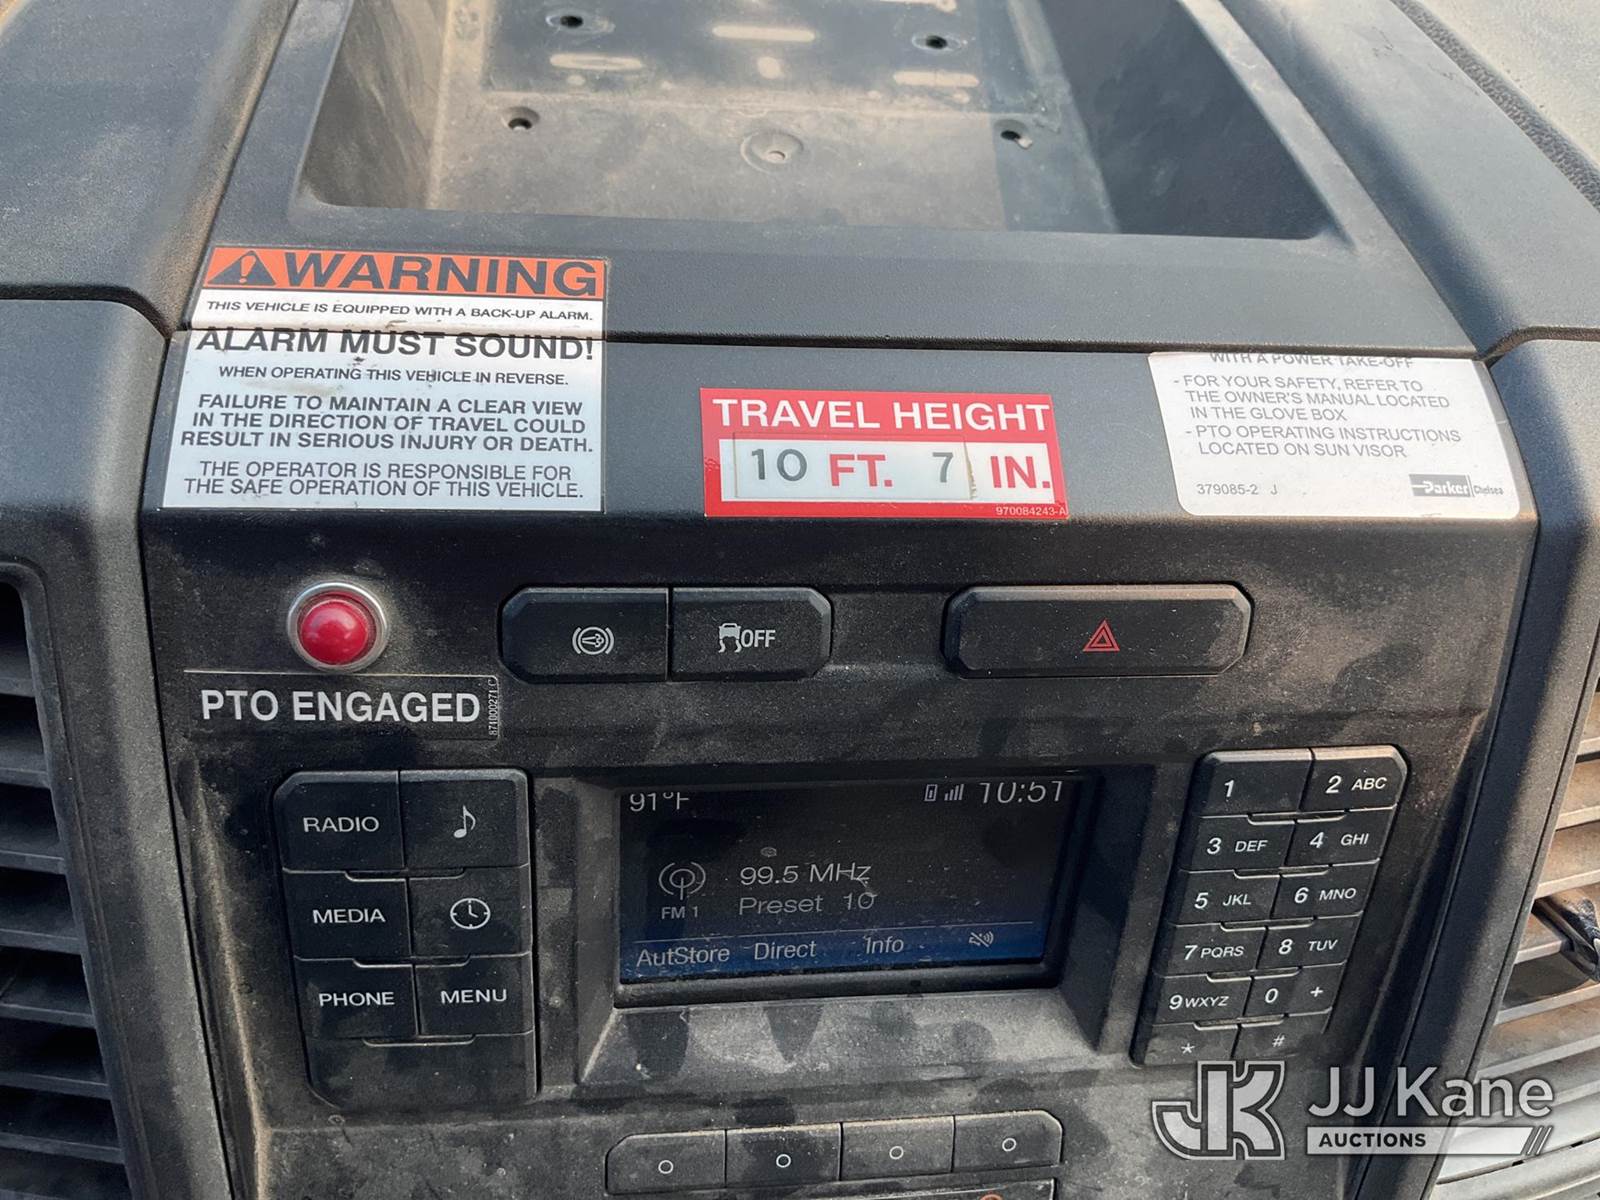 WARNING
THIS VEHICLE IS EQUIPPED WITH A BACK-UP ALARM.
ALARM MUST SOUND!
WHEN OPERATING THIS VEHICLE IN REVERSE.
FAILURE TO MAINTAIN A CLEAR VIEW
IN THE DIRECTION OF TRAVEL COULD
RESULT IN SERIOUS INJURY OR DEATH.
THE OPERATOR IS RESPONSIBLE FOR
THE SAFE OPERATION OF THIS VEHICLE.
TRAVEL HEIGHT
10 FT. 7 IN.
970084243-A
WITH A POWER TAKE-OFF
- FOR YOUR SAFETY, REFER TO
THE OWNER'S MANUAL LOCATED
IN THE GLOVE BOX
- PTO OPERATING INSTRUCTIONS
LOCATED ON SUN VISOR
379085-2 J
Parker Chelsea
OFF
PTO ENGAGED
871000271 C
RADIO
MEDIA
PHONE MENU
91°F 10:51
99.5 MHz
FM 1 Preset 10
AutStore Direct Info
1 2 ABC
3 DEF 4 GHI
5 JKL 6 MNO
7 PQRS 8 TUV
9 WXYZ 0 +
* #
JK JJ Kane
AUCTIONS